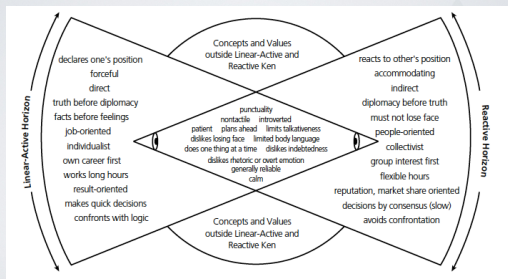 Linear-Active Horizon
declares one's position
forceful
direct
truth before diplomacy
facts before feelings
job-oriented
individualist
own career first
works long hours
result-oriented
makes quick decisions
confronts with logic
Concepts and Values
outside Linear-Active and
Reactive Ken
punctuality
nontactile introverted
patient plans ahead limits talkativeness
dislikes losing face limited body language
does one thing at a time dislikes indebtedness
dislikes rhetoric or overt emotion
generally reliable
calm
Concepts and Values
outside Linear-Active and
Reactive Ken
reacts to other's position
accommodating
indirect
diplomacy before truth
must not lose face
people-oriented
collectivist
group interest first
flexible hours
reputation, market share oriented
decisions by consensus (slow)
avoids confrontation
Reactive Horizon